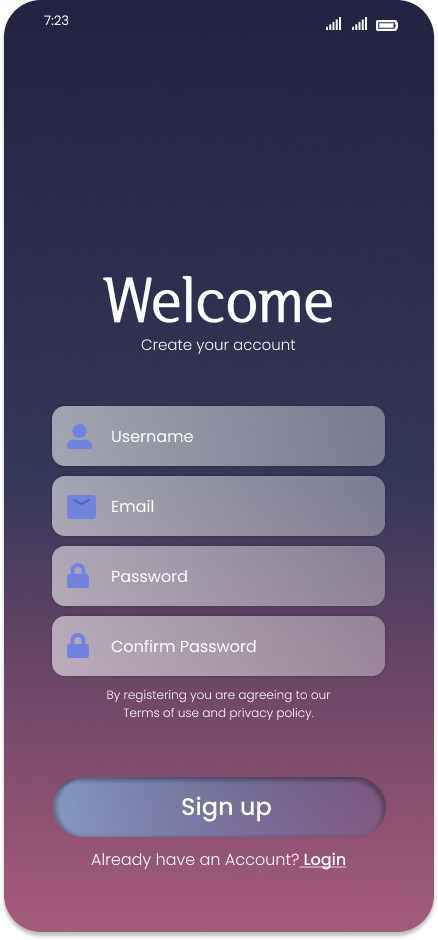 7:23
Welcome
Create your account
Username
Email
Password
Confirm Password
By registering you are agreeing to our
Terms of use and privacy policy.
Sign up
Already have an Account? Login